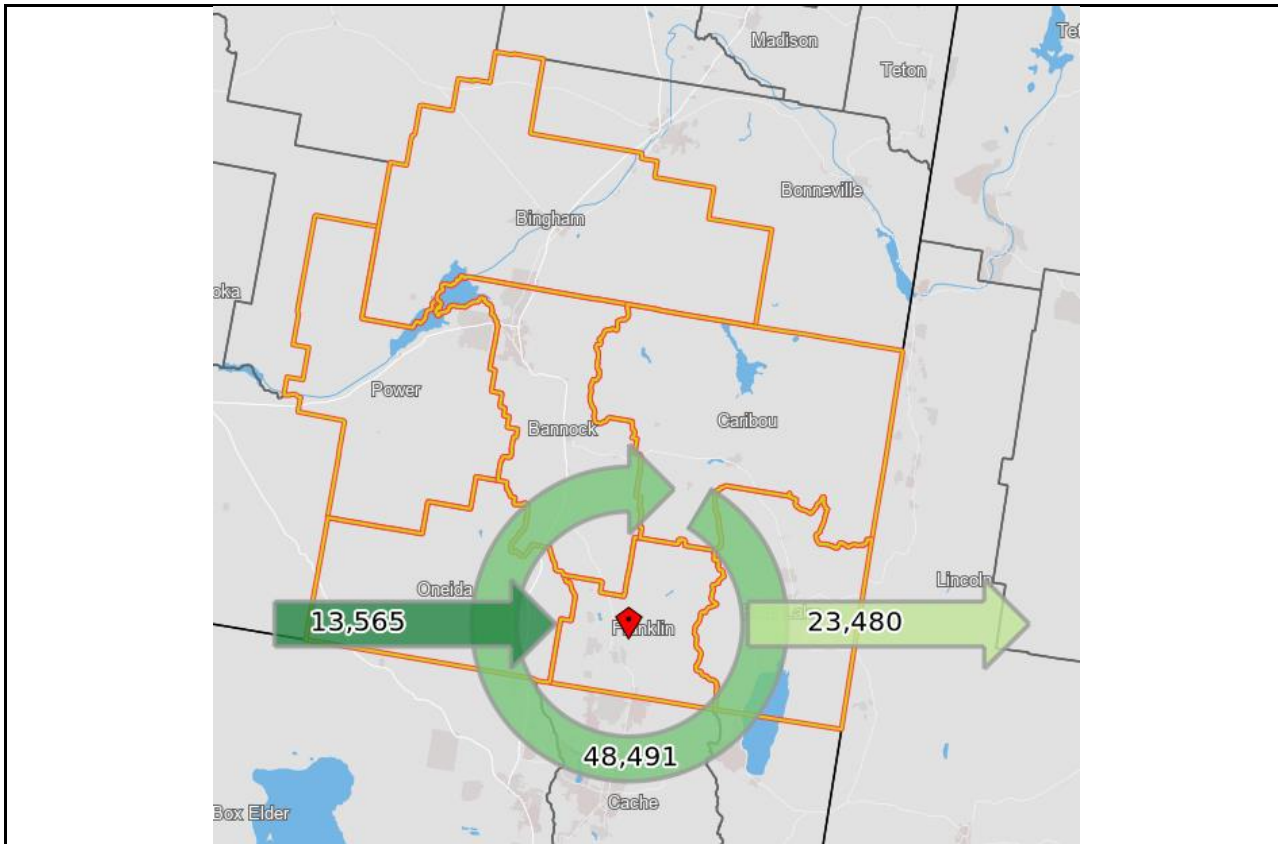 Madison
Teton
Bonneville
Bingham
Power
Bannock
Caribou
Oneida
Lincoln
13,565
Franklin
23,480
48,491
Cache
Box Elder